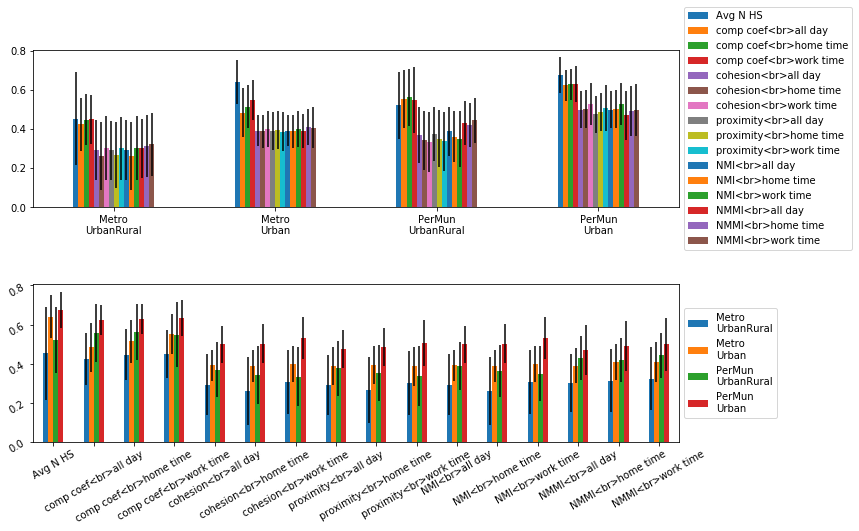 Avg N HS
comp coef<br>all day
comp coef<br>home time
comp coef<br>work time
cohesion<br>all day
cohesion<br>home time
cohesion<br>work time
proximity<br>all day
proximity<br>home time
proximity<br>work time
NMI<br>all day
NMI<br>home time
NMI<br>work time
NMMI<br>all day
NMMI<br>home time
NMMI<br>work time
0.8
0.6
0.4
0.2
0.0
Metro
UrbanRural
Metro
Urban
PerMun
UrbanRural
PerMun
Urban
0.8
0.6
0.4
0.2
0.0
Avg N HS
comp coef<br>all day
comp coef<br>home time
comp coef<br>work time
cohesion<br>all day
cohesion<br>home time
cohesion<br>work time
proximity<br>all day
proximity<br>home time
proximity<br>work time
NMI<br>all day
NMI<br>home time
NMI<br>work time
NMMI<br>all day
NMMI<br>home time
NMMI<br>work time
Metro
UrbanRural
Metro
Urban
PerMun
UrbanRural
PerMun
Urban